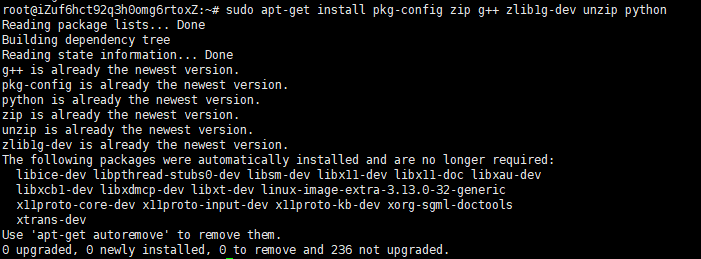 root@iZuf6hct92q3h0omg6rtoxZ:~# sudo apt-get install pkg-config zip g++ zlib1g-dev unzip python
Reading package lists... Done
Building dependency tree
Reading state information... Done
g++ is already the newest version.
pkg-config is already the newest version.
python is already the newest version.
zip is already the newest version.
unzip is already the newest version.
zlib1g-dev is already the newest version.
The following packages were automatically installed and are no longer required:
  libice-dev libpthread-stubs0-dev libsm-dev libx11-dev libx11-doc libxau-dev
  libxcb1-dev libxdmcp-dev libxt-dev linux-image-extra-3.13.0-32-generic
  x11proto-core-dev x11proto-input-dev x11proto-kb-dev xorg-sgml-doctools
  xtrans-dev
Use 'apt-get autoremove' to remove them.
0 upgraded, 0 newly installed, 0 to remove and 236 not upgraded.